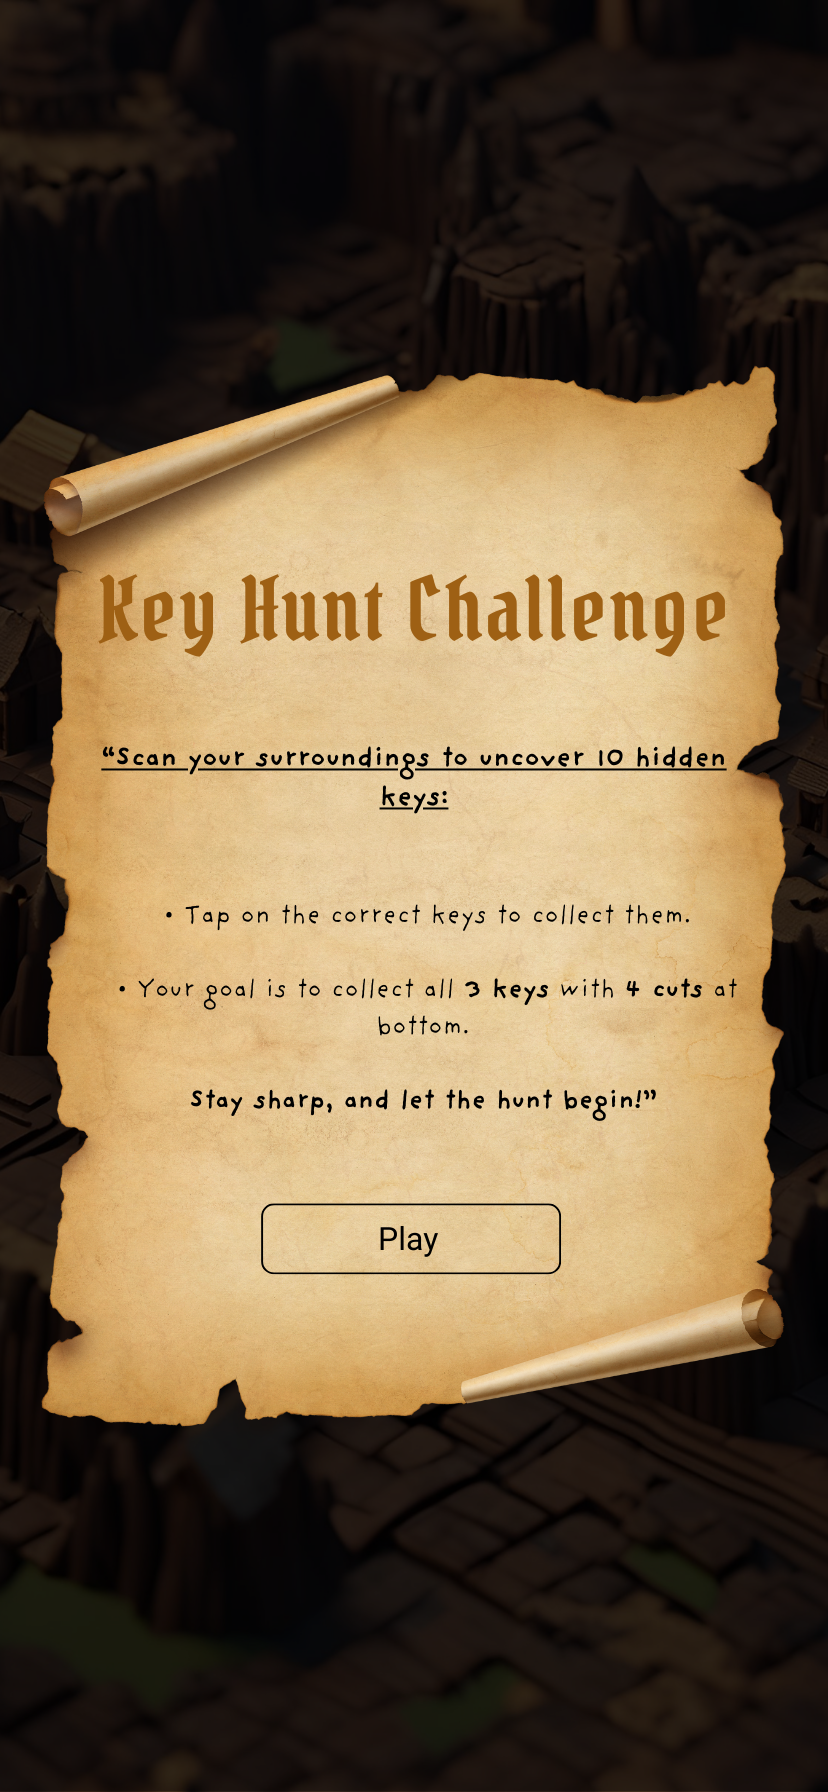 Key Hunt Challenge
“Scan your surroundings to uncover 10 hidden
keys:
• Tap on the correct keys to collect them.
• Your goal is to collect all 3 keys with 4 cuts at
bottom.
Stay sharp, and let the hunt begin!”
Play